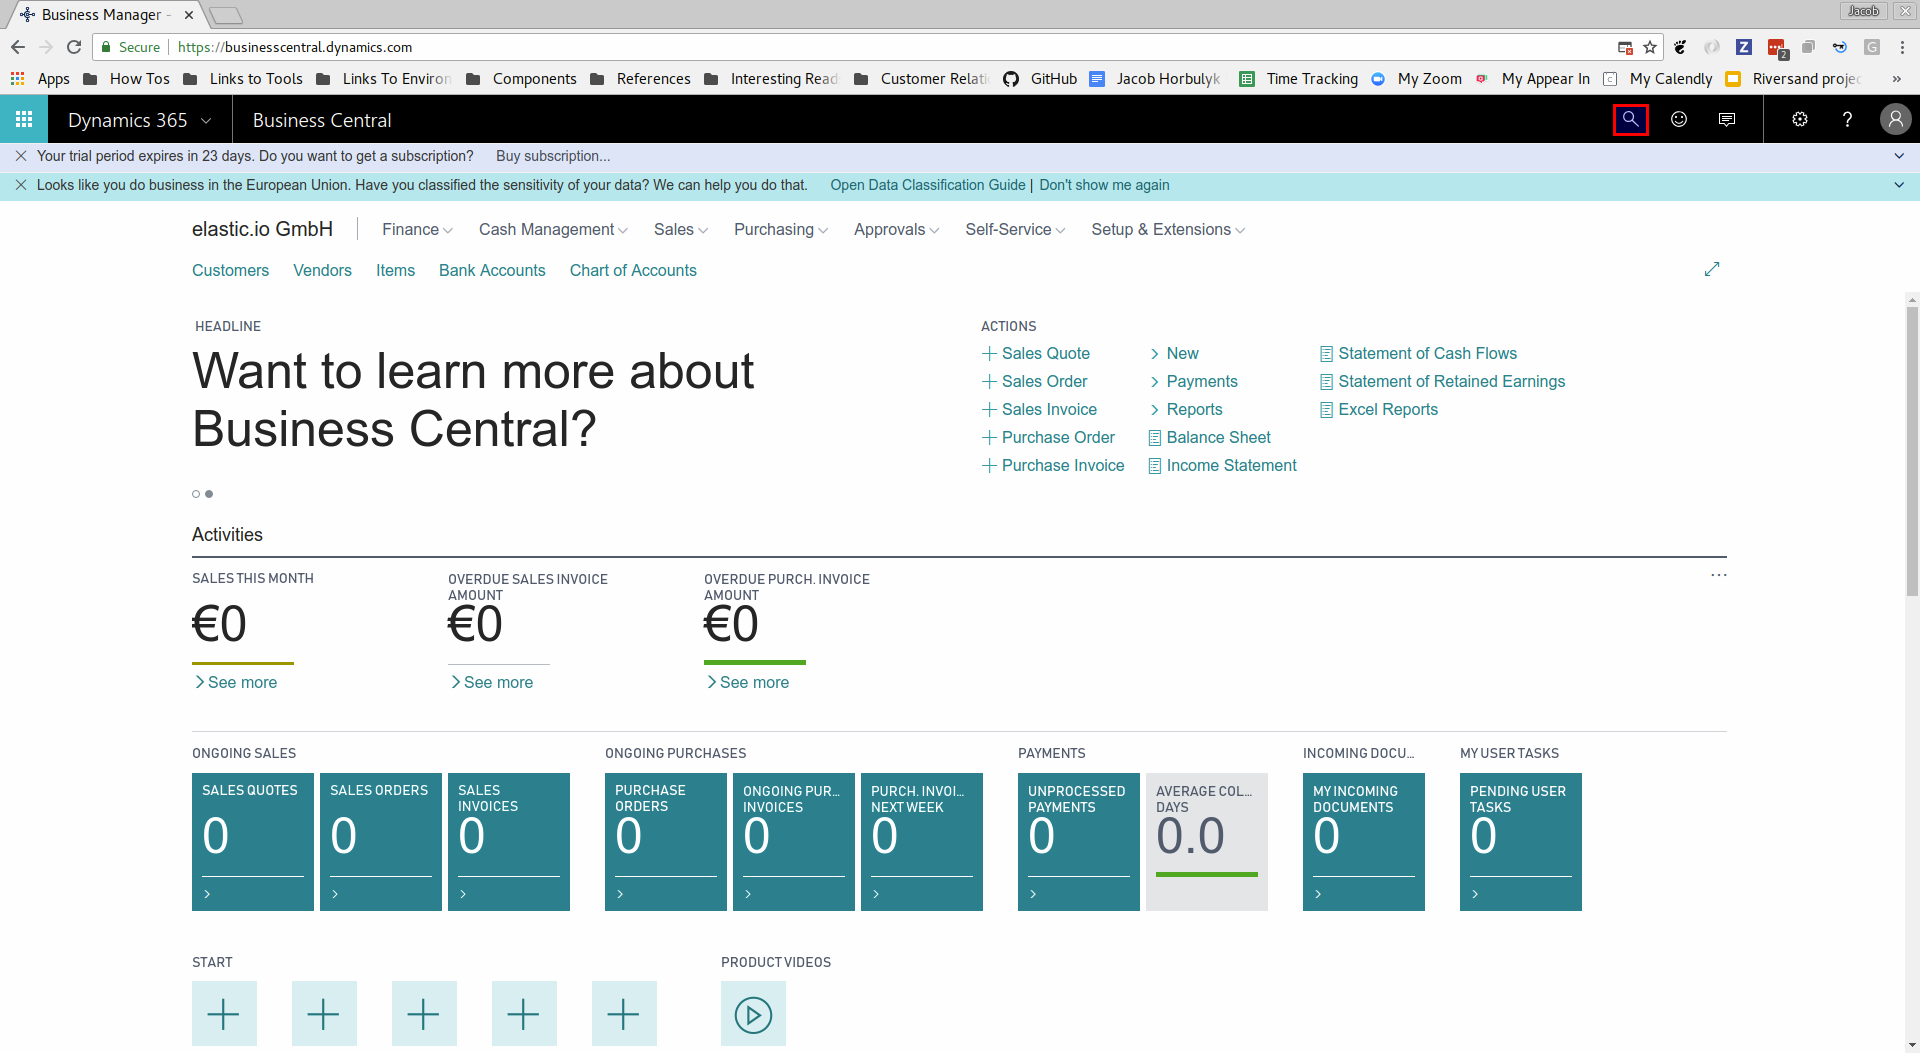 Business Manager -
Jacob
Secure https://businesscentral.dynamics.com
2
Apps How Tos Links to Tools Links To Environ Components References Interesting Read Customer Relati GitHub Jacob Horbulyk Time Tracking My Zoom My Appear In My Calendly Riversand projec »
Dynamics 365 Business Central
Your trial period expires in 23 days. Do you want to get a subscription? Buy subscription...
Looks like you do business in the European Union. Have you classified the sensitivity of your data? We can help you do that. Open Data Classification Guide | Don't show me again
elastic.io GmbH Finance Cash Management Sales Purchasing Approvals Self-Service Setup & Extensions
Customers Vendors Items Bank Accounts Chart of Accounts
HEADLINE
Want to learn more about
Business Central?
ACTIONS
Sales Quote New Statement of Cash Flows
Sales Order Payments Statement of Retained Earnings
Sales Invoice Reports Excel Reports
Purchase Order Balance Sheet
Purchase Invoice Income Statement
Activities
SALES THIS MONTH
€0
See more
OVERDUE SALES INVOICE
AMOUNT
€0
See more
OVERDUE PURCH. INVOICE
AMOUNT
€0
See more
ONGOING SALES
SALES QUOTES
0
SALES ORDERS
0
SALES
INVOICES
0
ONGOING PURCHASES
PURCHASE
ORDERS
0
ONGOING PUR...
INVOICES
0
PURCH. INVOI...
NEXT WEEK
0
PAYMENTS
UNPROCESSED
PAYMENTS
0
AVERAGE COL...
DAYS
0.0
INCOMING DOCU...
MY INCOMING
DOCUMENTS
0
MY USER TASKS
PENDING USER
TASKS
0
START
PRODUCT VIDEOS